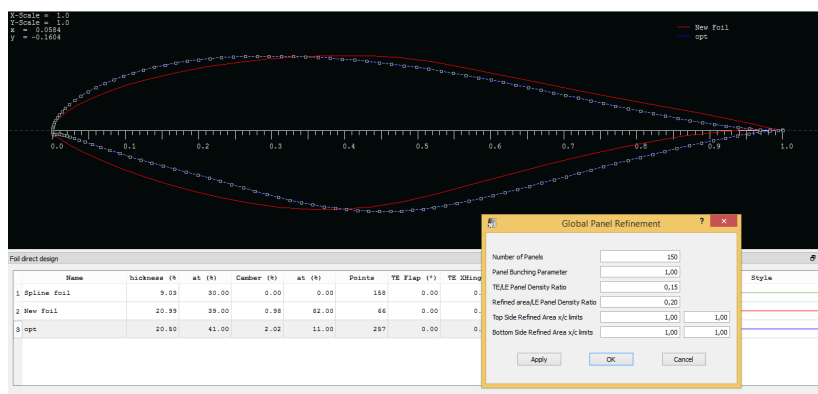 X-Scale = 1.0
Y-Scale = 1.0
x = 0.0584
y = -0.1604
New Foil
opt
0.0 0.1 0.2 0.3 0.4 0.5 0.6 0.7 0.8 0.9 1.0
Foil direct design
Name hickness (% at (%) Camber (%) at (%) Points TE Flap (°) TE XHing Style
1 Spline foil 9.03 30.00 0.00 0.00 158 0.00 0.
2 New Foil 20.99 39.00 0.98 82.00 66 0.00 0.
3 opt 20.50 41.00 2.02 11.00 257 0.00 0.
Global Panel Refinement ? ×
Number of Panels 150
Panel Bunching Parameter 1,00
TE/LE Panel Density Ratio 0,15
Refined area/LE Panel Density Ratio 0,20
Top Side Refined Area x/c limits 1,00 1,00
Bottom Side Refined Area x/c limits 1,00 1,00
Apply OK Cancel